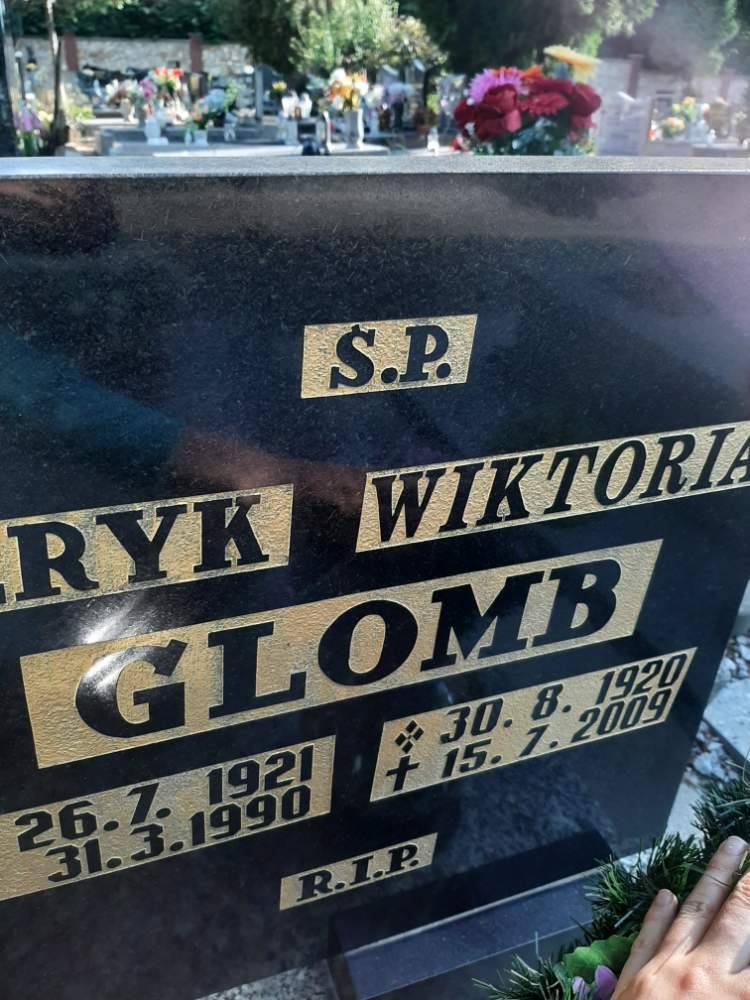 Ś.P.
RYK WIKTORIA
GLOMB
26.7. 1921 30. 8. 1920
31.3.1990 ✝ 15. 7. 2009
R.I.P.